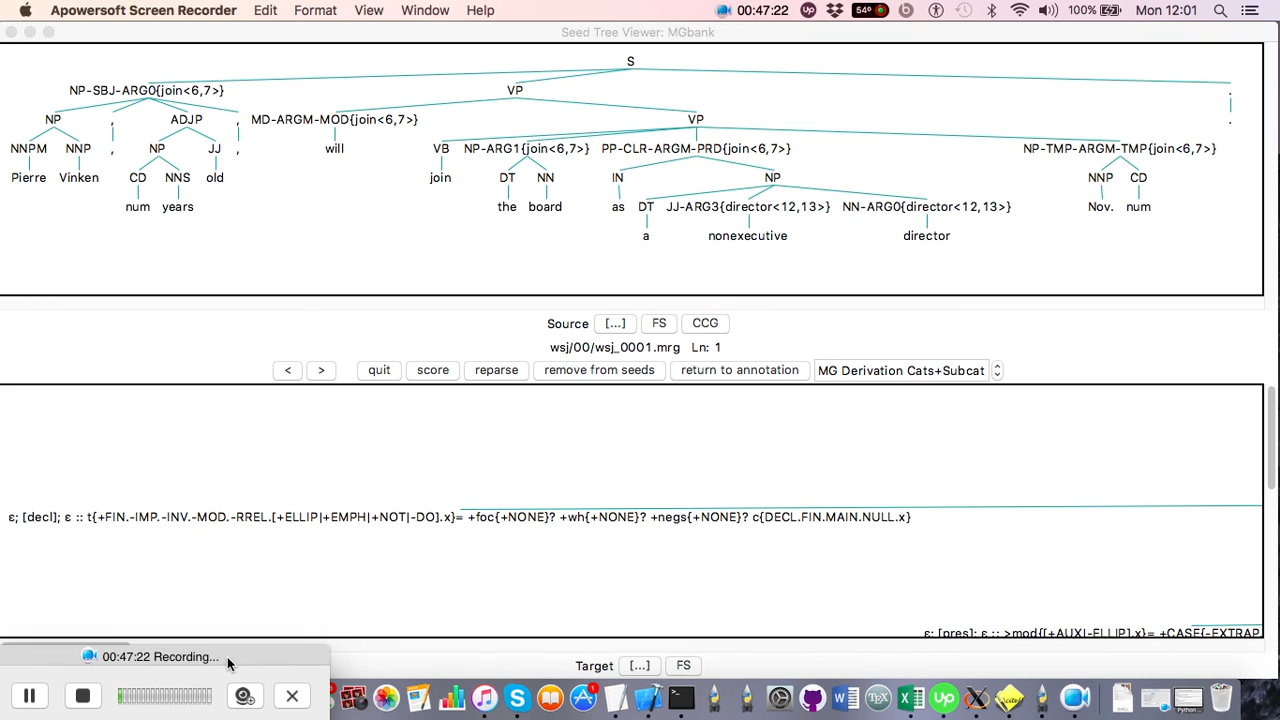 Apowersoft Screen Recorder Edit Format View Window Help 00:47:22 54° 100% Mon 12:01
Seed Tree Viewer: MGbank
S
NP-SBJ-ARG0{join<6,7>} VP .
NP , ADJP , MD-ARGM-MOD{join<6,7>} VP .
NNPM NNP , NP JJ , will VB NP-ARG1{join<6,7>} PP-CLR-ARGM-PRD{join<6,7>} NP-TMP-ARGM-TMP{join<6,7>}
Pierre Vinken CD NNS old join DT NN IN NP NNP CD
num years the board as DT JJ-ARG3{director<12,13>} NN-ARG0{director<12,13>} Nov. num
a nonexecutive director
Source [...] FS CCG
wsj/00/wsj_0001.mrg Ln: 1
< > quit score reparse remove from seeds return to annotation MG Derivation Cats+Subcat
ε; [decl]; ε :: t{+FIN.-IMP.-INV.-MOD.-RREL.[+ELLIP|+EMPH|+NOT|-DO].x}= +foc{+NONE}? +wh{+NONE}? +negs{+NONE}? c{DECL.FIN.MAIN.NULL.x}
ε; [pres]; ε :: >mod{[+AUX|-ELLIP].x}= +CASE{-EXTRAP
00:47:22 Recording...
Target [...] FS